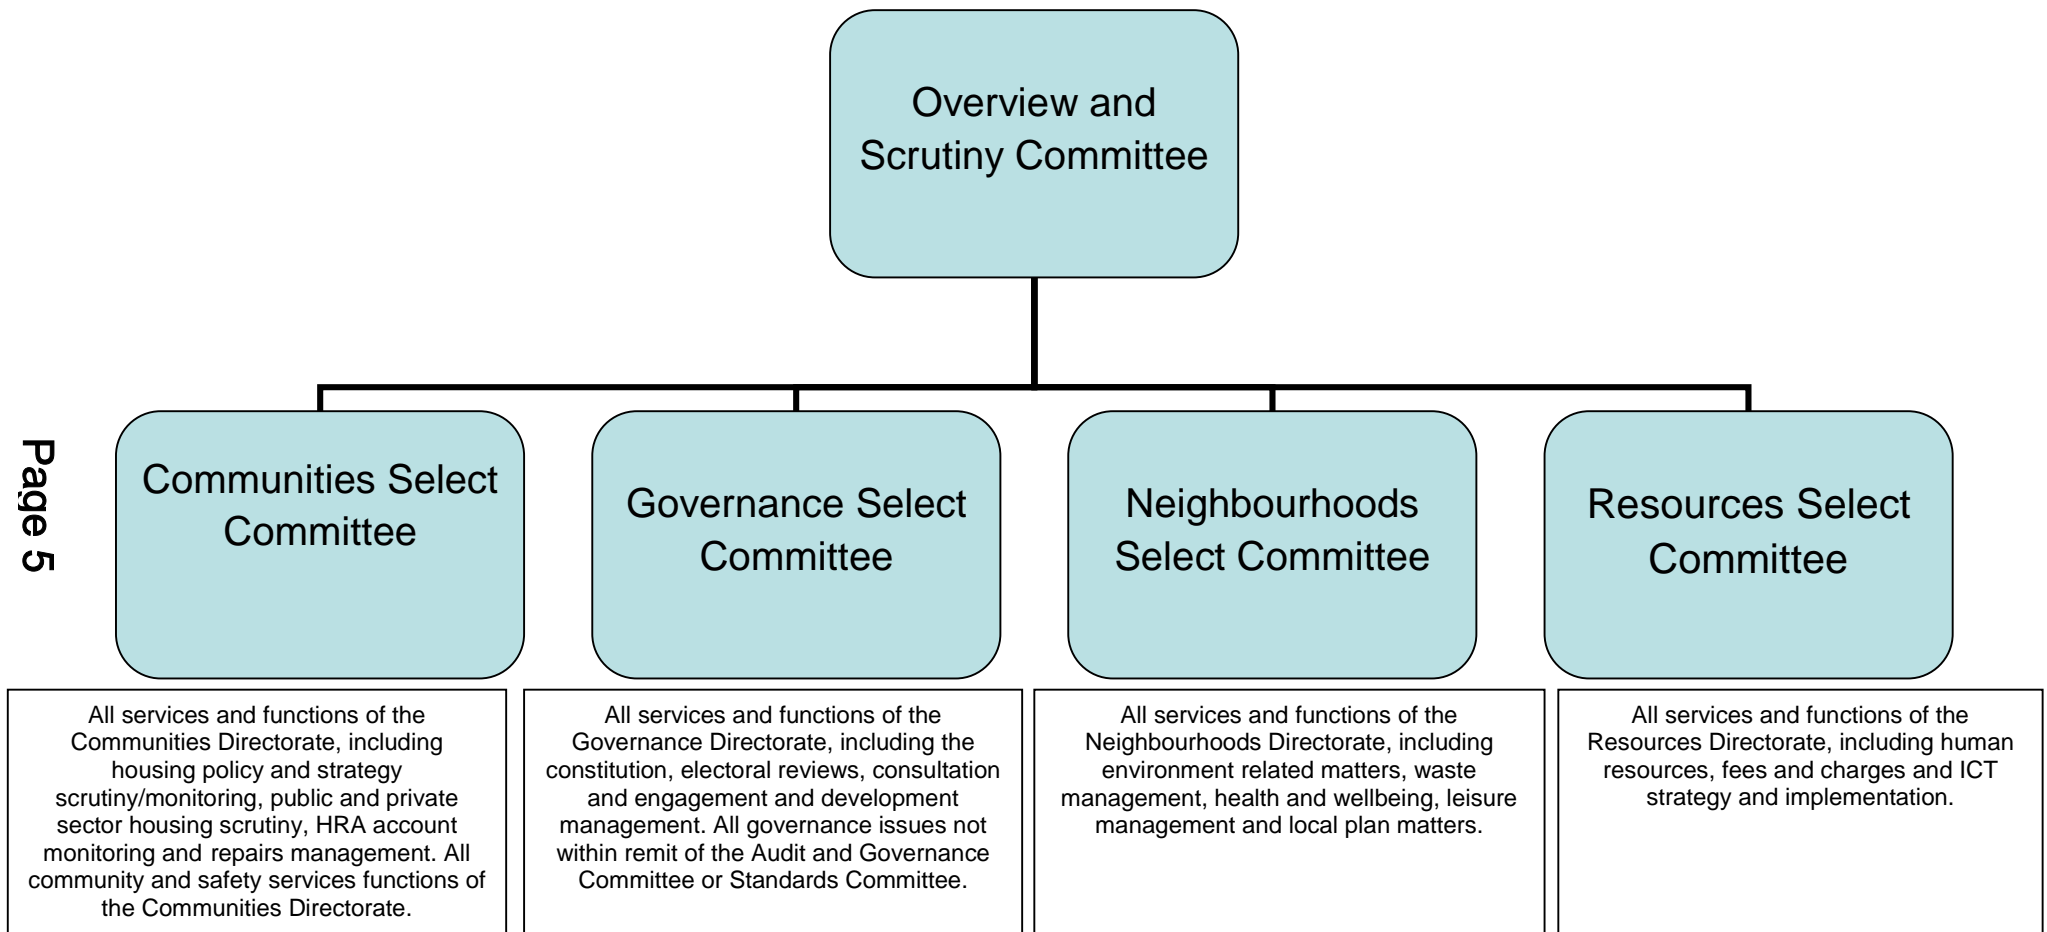 Overview and
Scrutiny Committee
Page 5
Communities Select
Committee
Governance Select
Committee
Neighbourhoods
Select Committee
Resources Select
Committee
All services and functions of the
Communities Directorate, including
housing policy and strategy
scrutiny/monitoring, public and private
sector housing scrutiny, HRA account
monitoring and repairs management. All
community and safety services functions of
the Communities Directorate.
All services and functions of the
Governance Directorate, including the
constitution, electoral reviews, consultation
and engagement and development
management. All governance issues not
within remit of the Audit and Governance
Committee or Standards Committee.
All services and functions of the
Neighbourhoods Directorate, including
environment related matters, waste
management, health and wellbeing, leisure
management and local plan matters.
All services and functions of the
Resources Directorate, including human
resources, fees and charges and ICT
strategy and implementation.